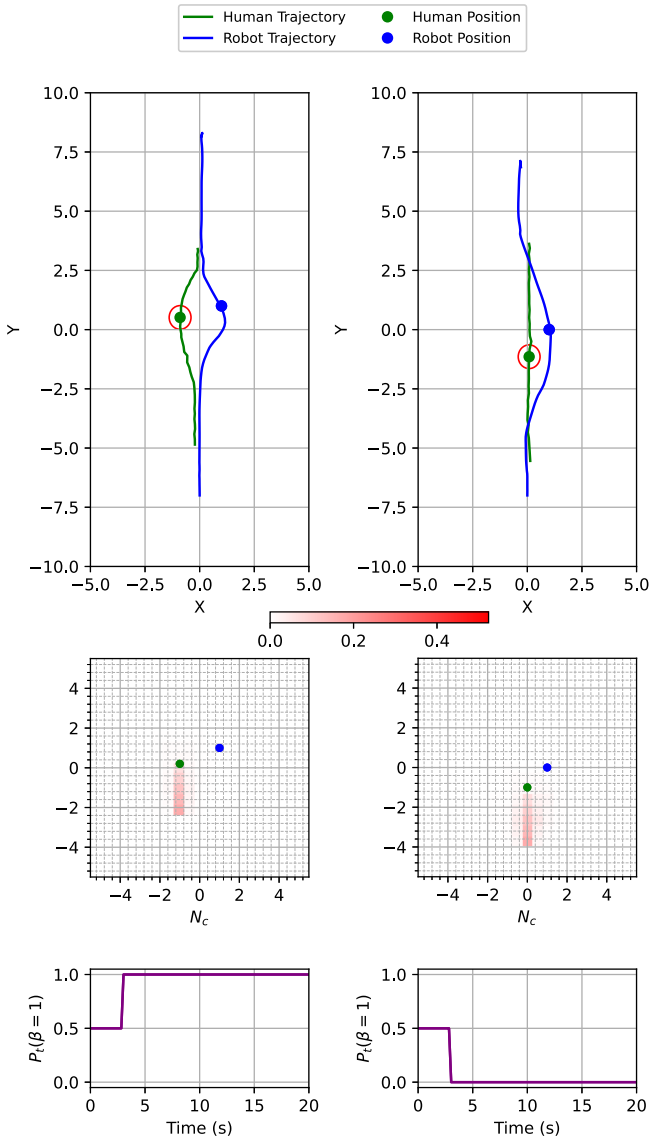 Human Trajectory Human Position
Robot Trajectory Robot Position
10.0 10.0
7.5 7.5
5.0 5.0
2.5 2.5
Y 0.0 Y 0.0
−2.5 −2.5
−5.0 −5.0
−7.5 −7.5
−10.0 −10.0
−5.0 −2.5 0.0 2.5 5.0 −5.0 −2.5 0.0 2.5 5.0
X X
0.0 0.2 0.4
4 4
2 2
0 0
−2 −2
−4 −4
−4 −2 0 2 4 −4 −2 0 2 4
N_c N_c
1.0 1.0
P_t(β = 1) 0.5 P_t(β = 1) 0.5
0.0 0.0
0 5 10 15 20 0 5 10 15 20
Time (s) Time (s)